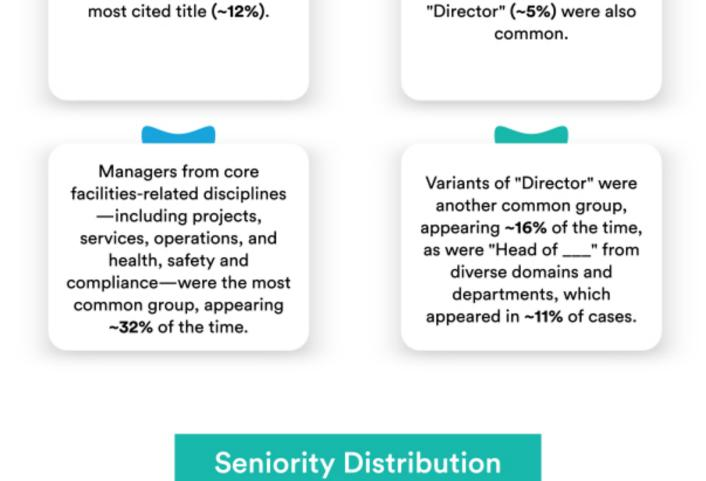 most cited title (~12%).
"Director" (~5%) were also
common.
Managers from core
facilities-related disciplines
—including projects,
services, operations, and
health, safety and
compliance—were the most
common group, appearing
~32% of the time.
Variants of "Director" were
another common group,
appearing ~16% of the time,
as were "Head of ___" from
diverse domains and
departments, which
appeared in ~11% of cases.
Seniority Distribution